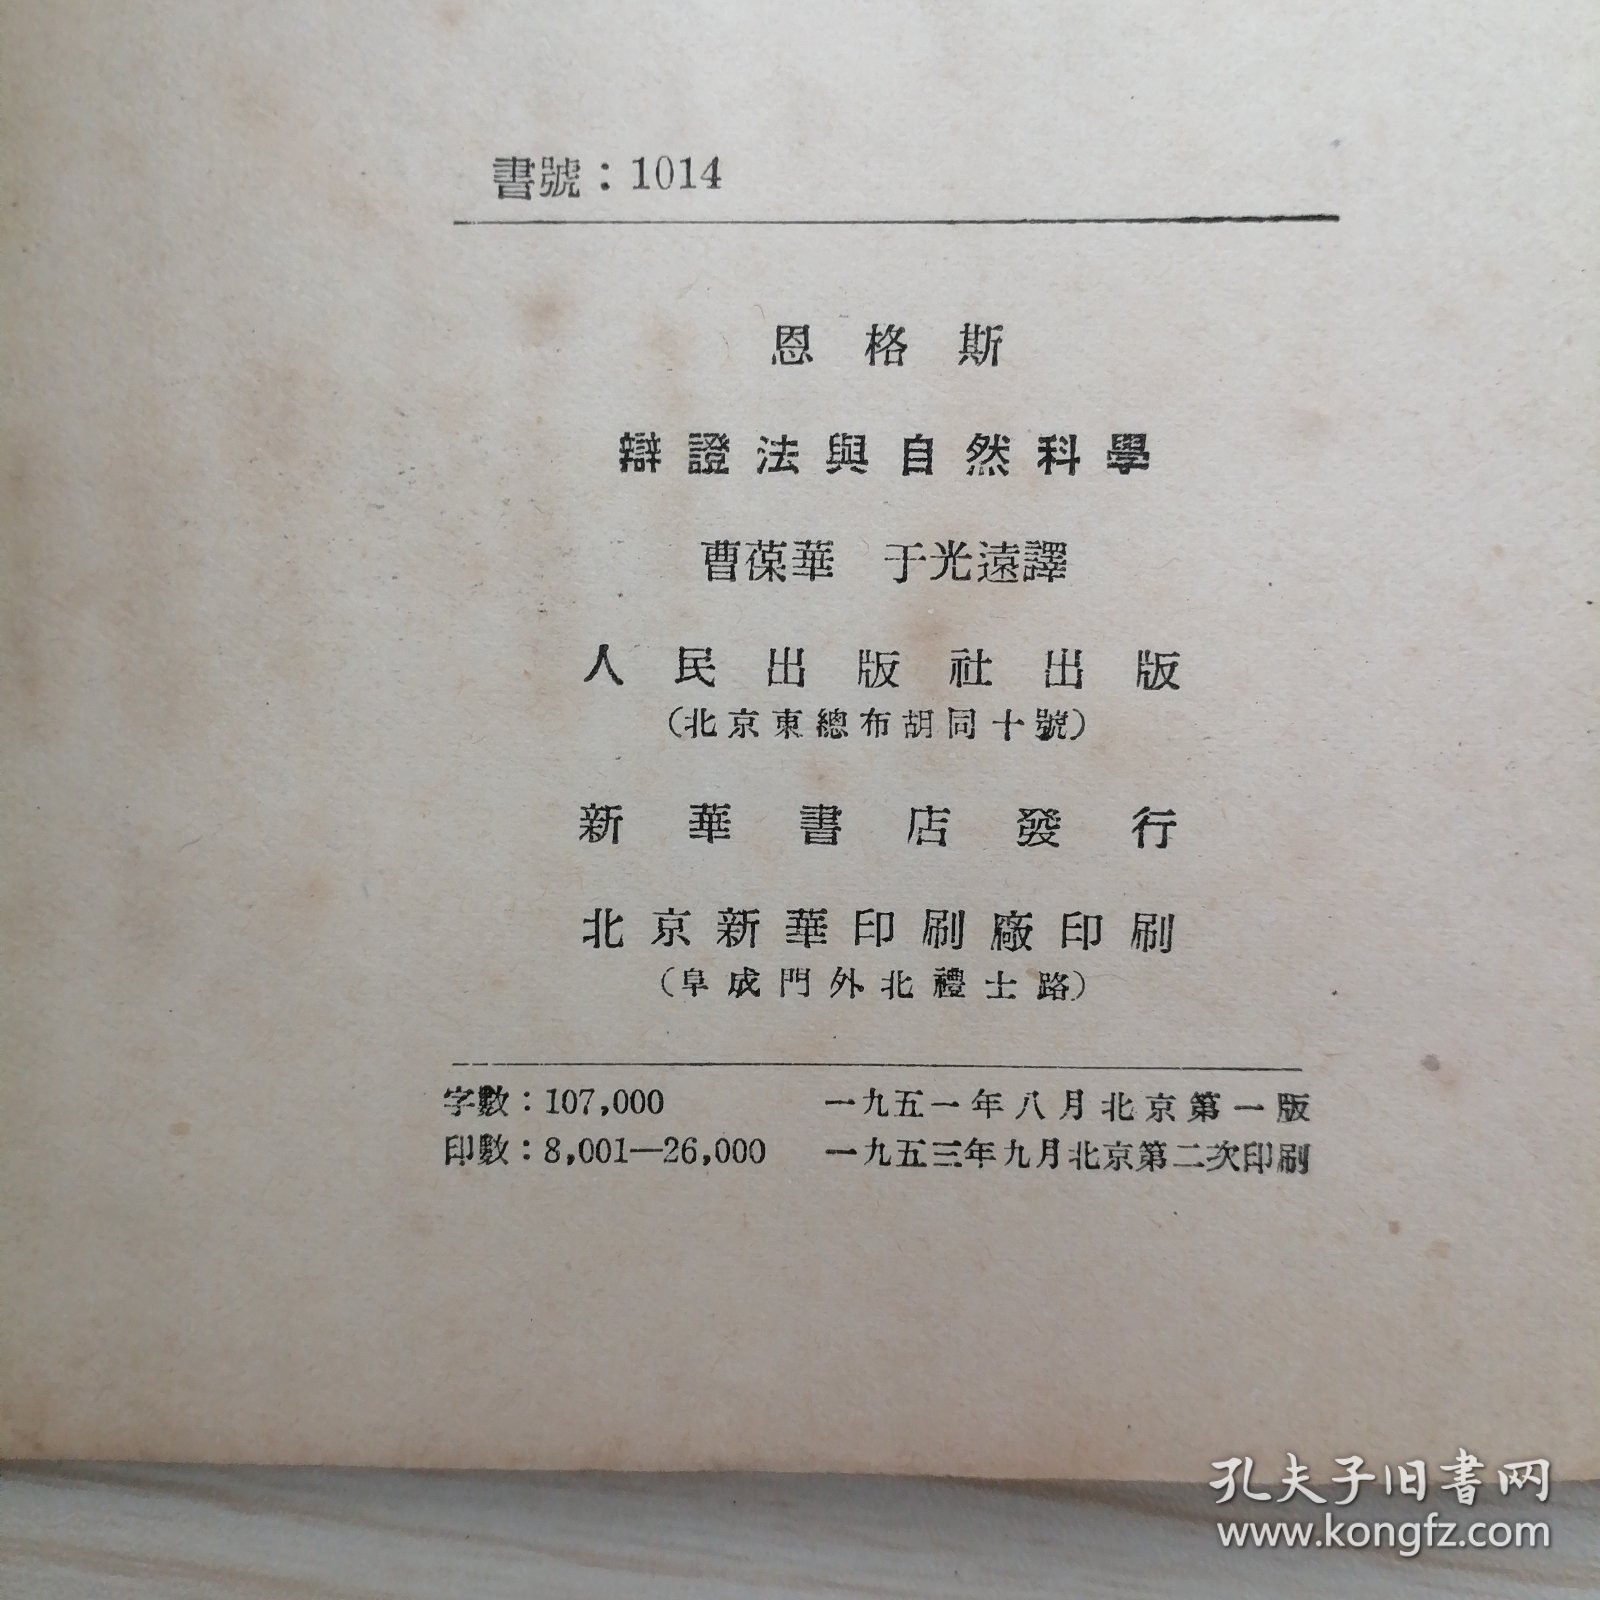 書號：1014
恩格斯
辯證法與自然科學
曹葆華 于光遠譯
人民出版社出版
（北京東總布胡同十號）
新華書店發行
北京新華印刷廠印刷
（阜成門外北禮士路）
字數：107,000 一九五一年八月北京第一版
印數：8,001—26,000 一九五三年九月北京第二次印刷
孔夫子旧書网
www.kongfz.com